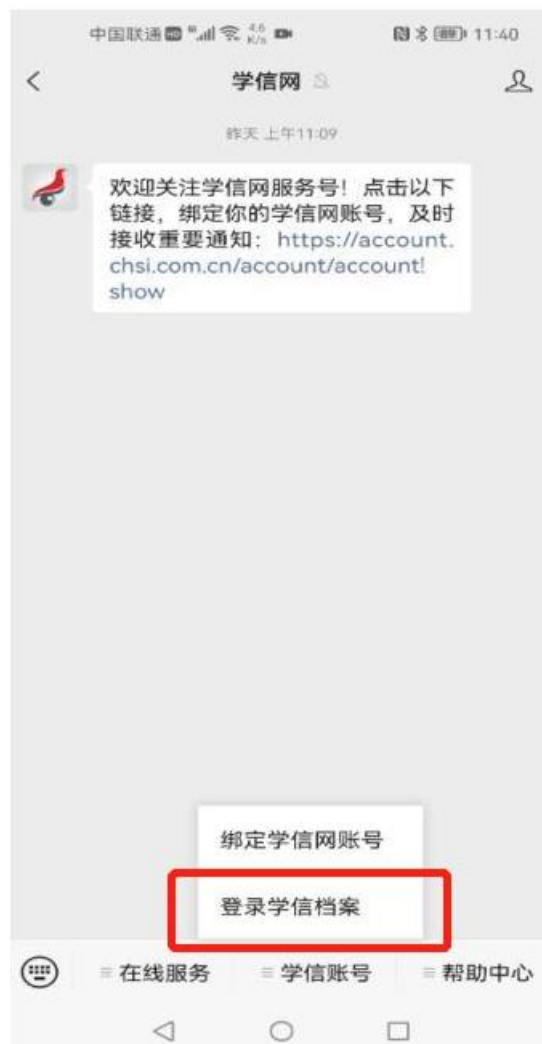 中国联通 HD 4.6 K/s 11:40
学信网
昨天 上午11:09
欢迎关注学信网服务号！点击以下
链接，绑定你的学信网账号，及时
接收重要通知：https://account.
chsi.com.cn/account/account!
show
绑定学信网账号
登录学信档案
在线服务 学信账号 帮助中心